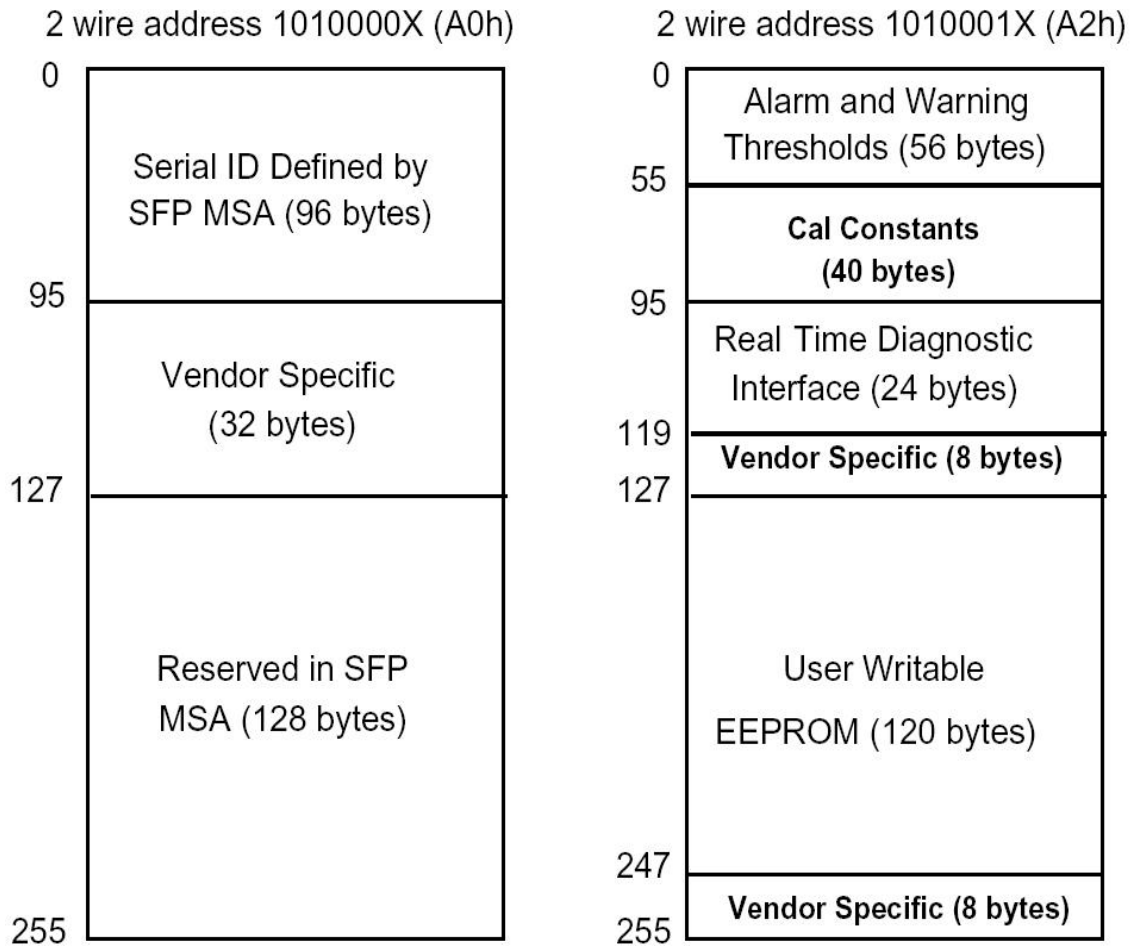 2 wire address 1010000X (A0h)
0
Serial ID Defined by
SFP MSA (96 bytes)
95
Vendor Specific
(32 bytes)
127
Reserved in SFP
MSA (128 bytes)
255
2 wire address 1010001X (A2h)
0
Alarm and Warning
Thresholds (56 bytes)
55
Cal Constants
(40 bytes)
95
Real Time Diagnostic
Interface (24 bytes)
119
Vendor Specific (8 bytes)
127
User Writable
EEPROM (120 bytes)
247
Vendor Specific (8 bytes)
255